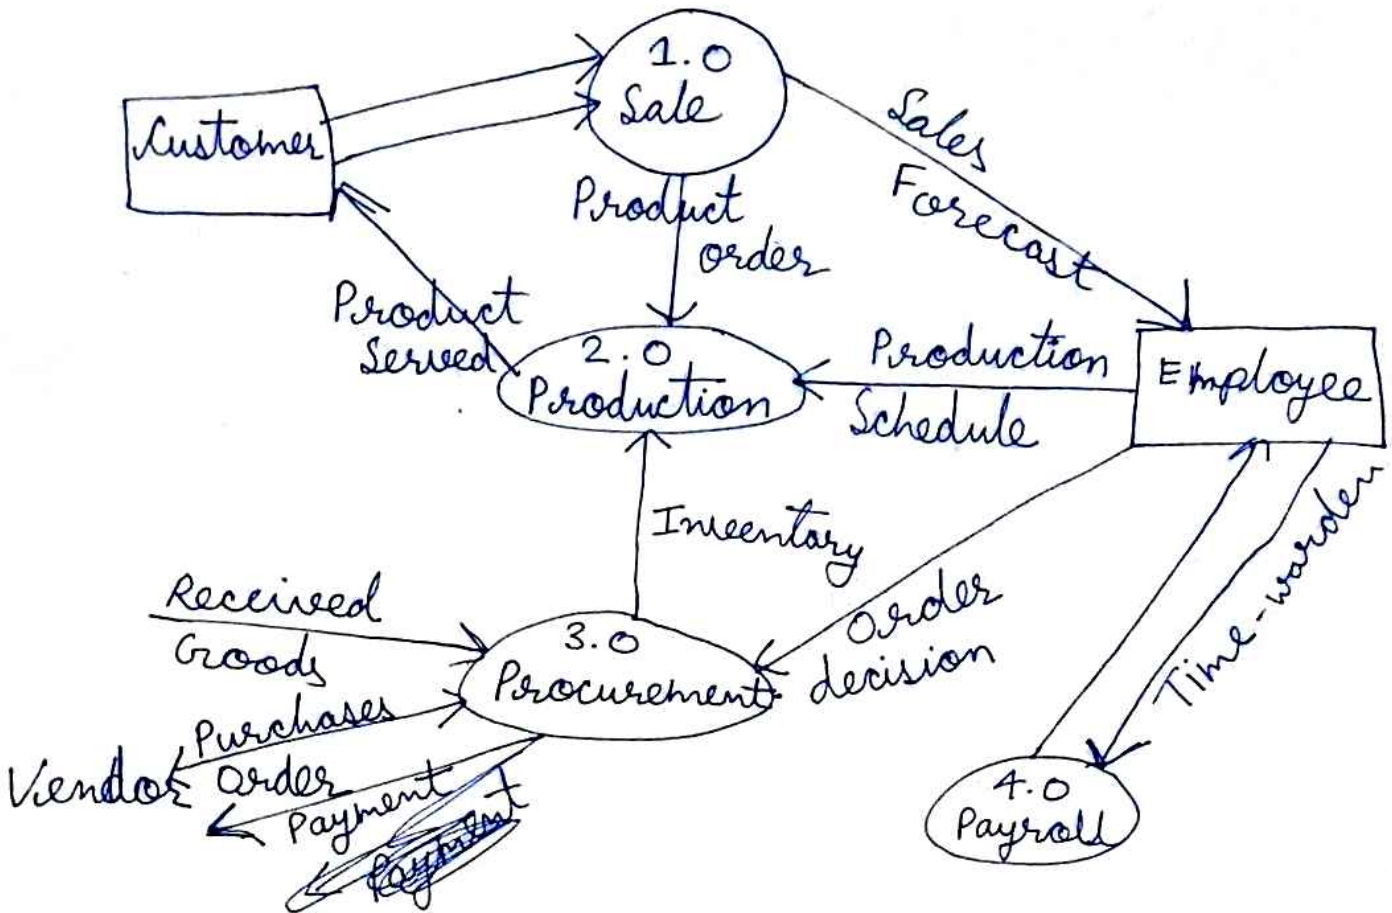 1.0
Sale
Customer
Sales
Forecast
Product
order
Product
Served
2.0
Production
Production
Schedule
Employee
Inventory
Order
decision
Time-warden
Received
Goods
3.0
Procurement
Purchases
Order
Vendor
Payment
Payment
4.0
Payroll